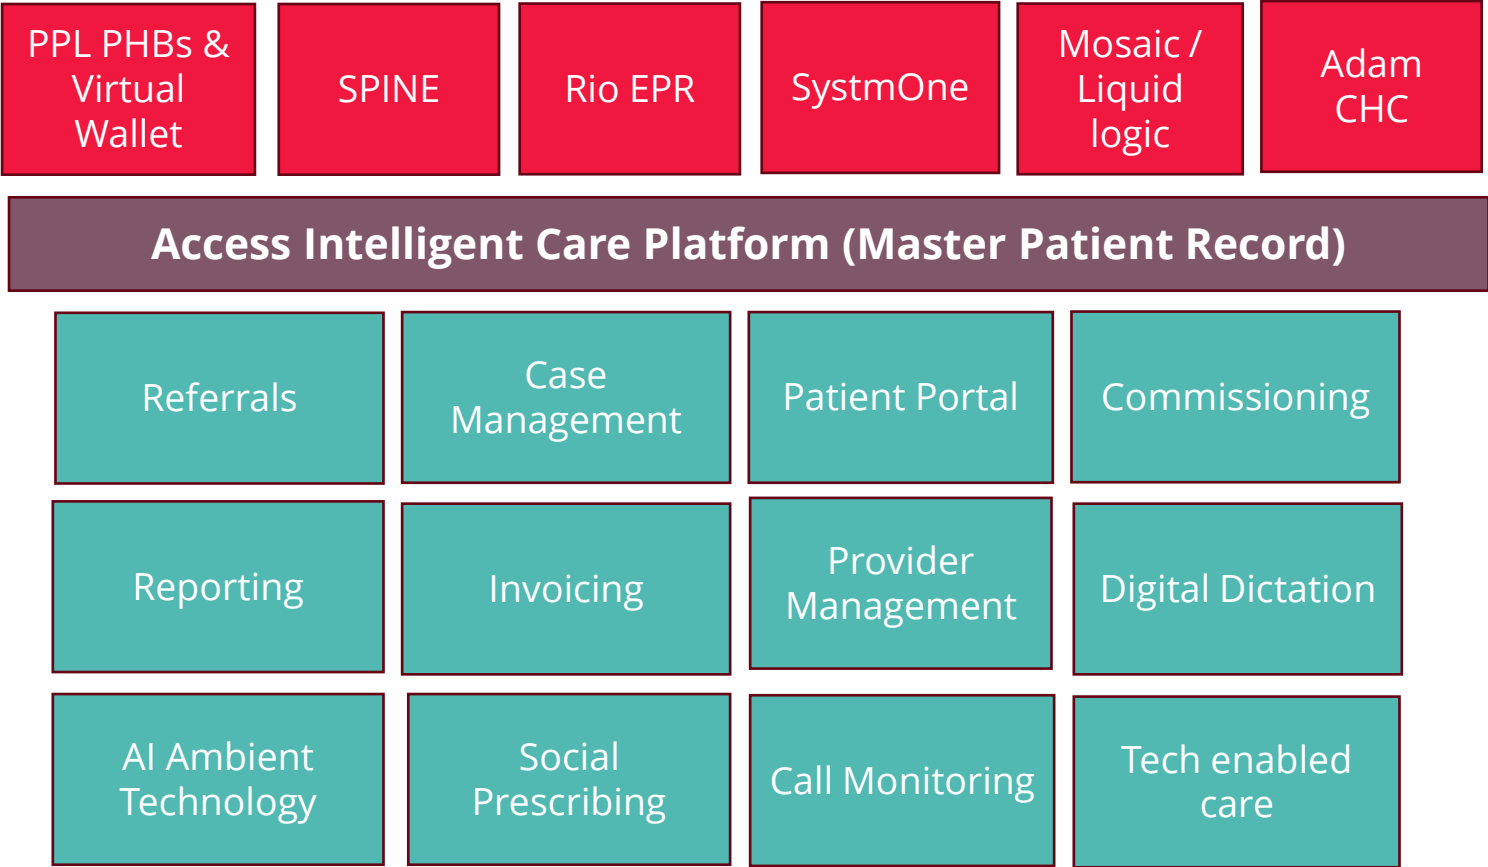 PPL PHBs &
Virtual
Wallet
SPINE
Rio EPR
SystmOne
Mosaic /
Liquid
logic
Adam
CHC
Access Intelligent Care Platform (Master Patient Record)
Referrals
Case
Management
Patient Portal
Commissioning
Reporting
Invoicing
Provider
Management
Digital Dictation
AI Ambient
Technology
Social
Prescribing
Call Monitoring
Tech enabled
care